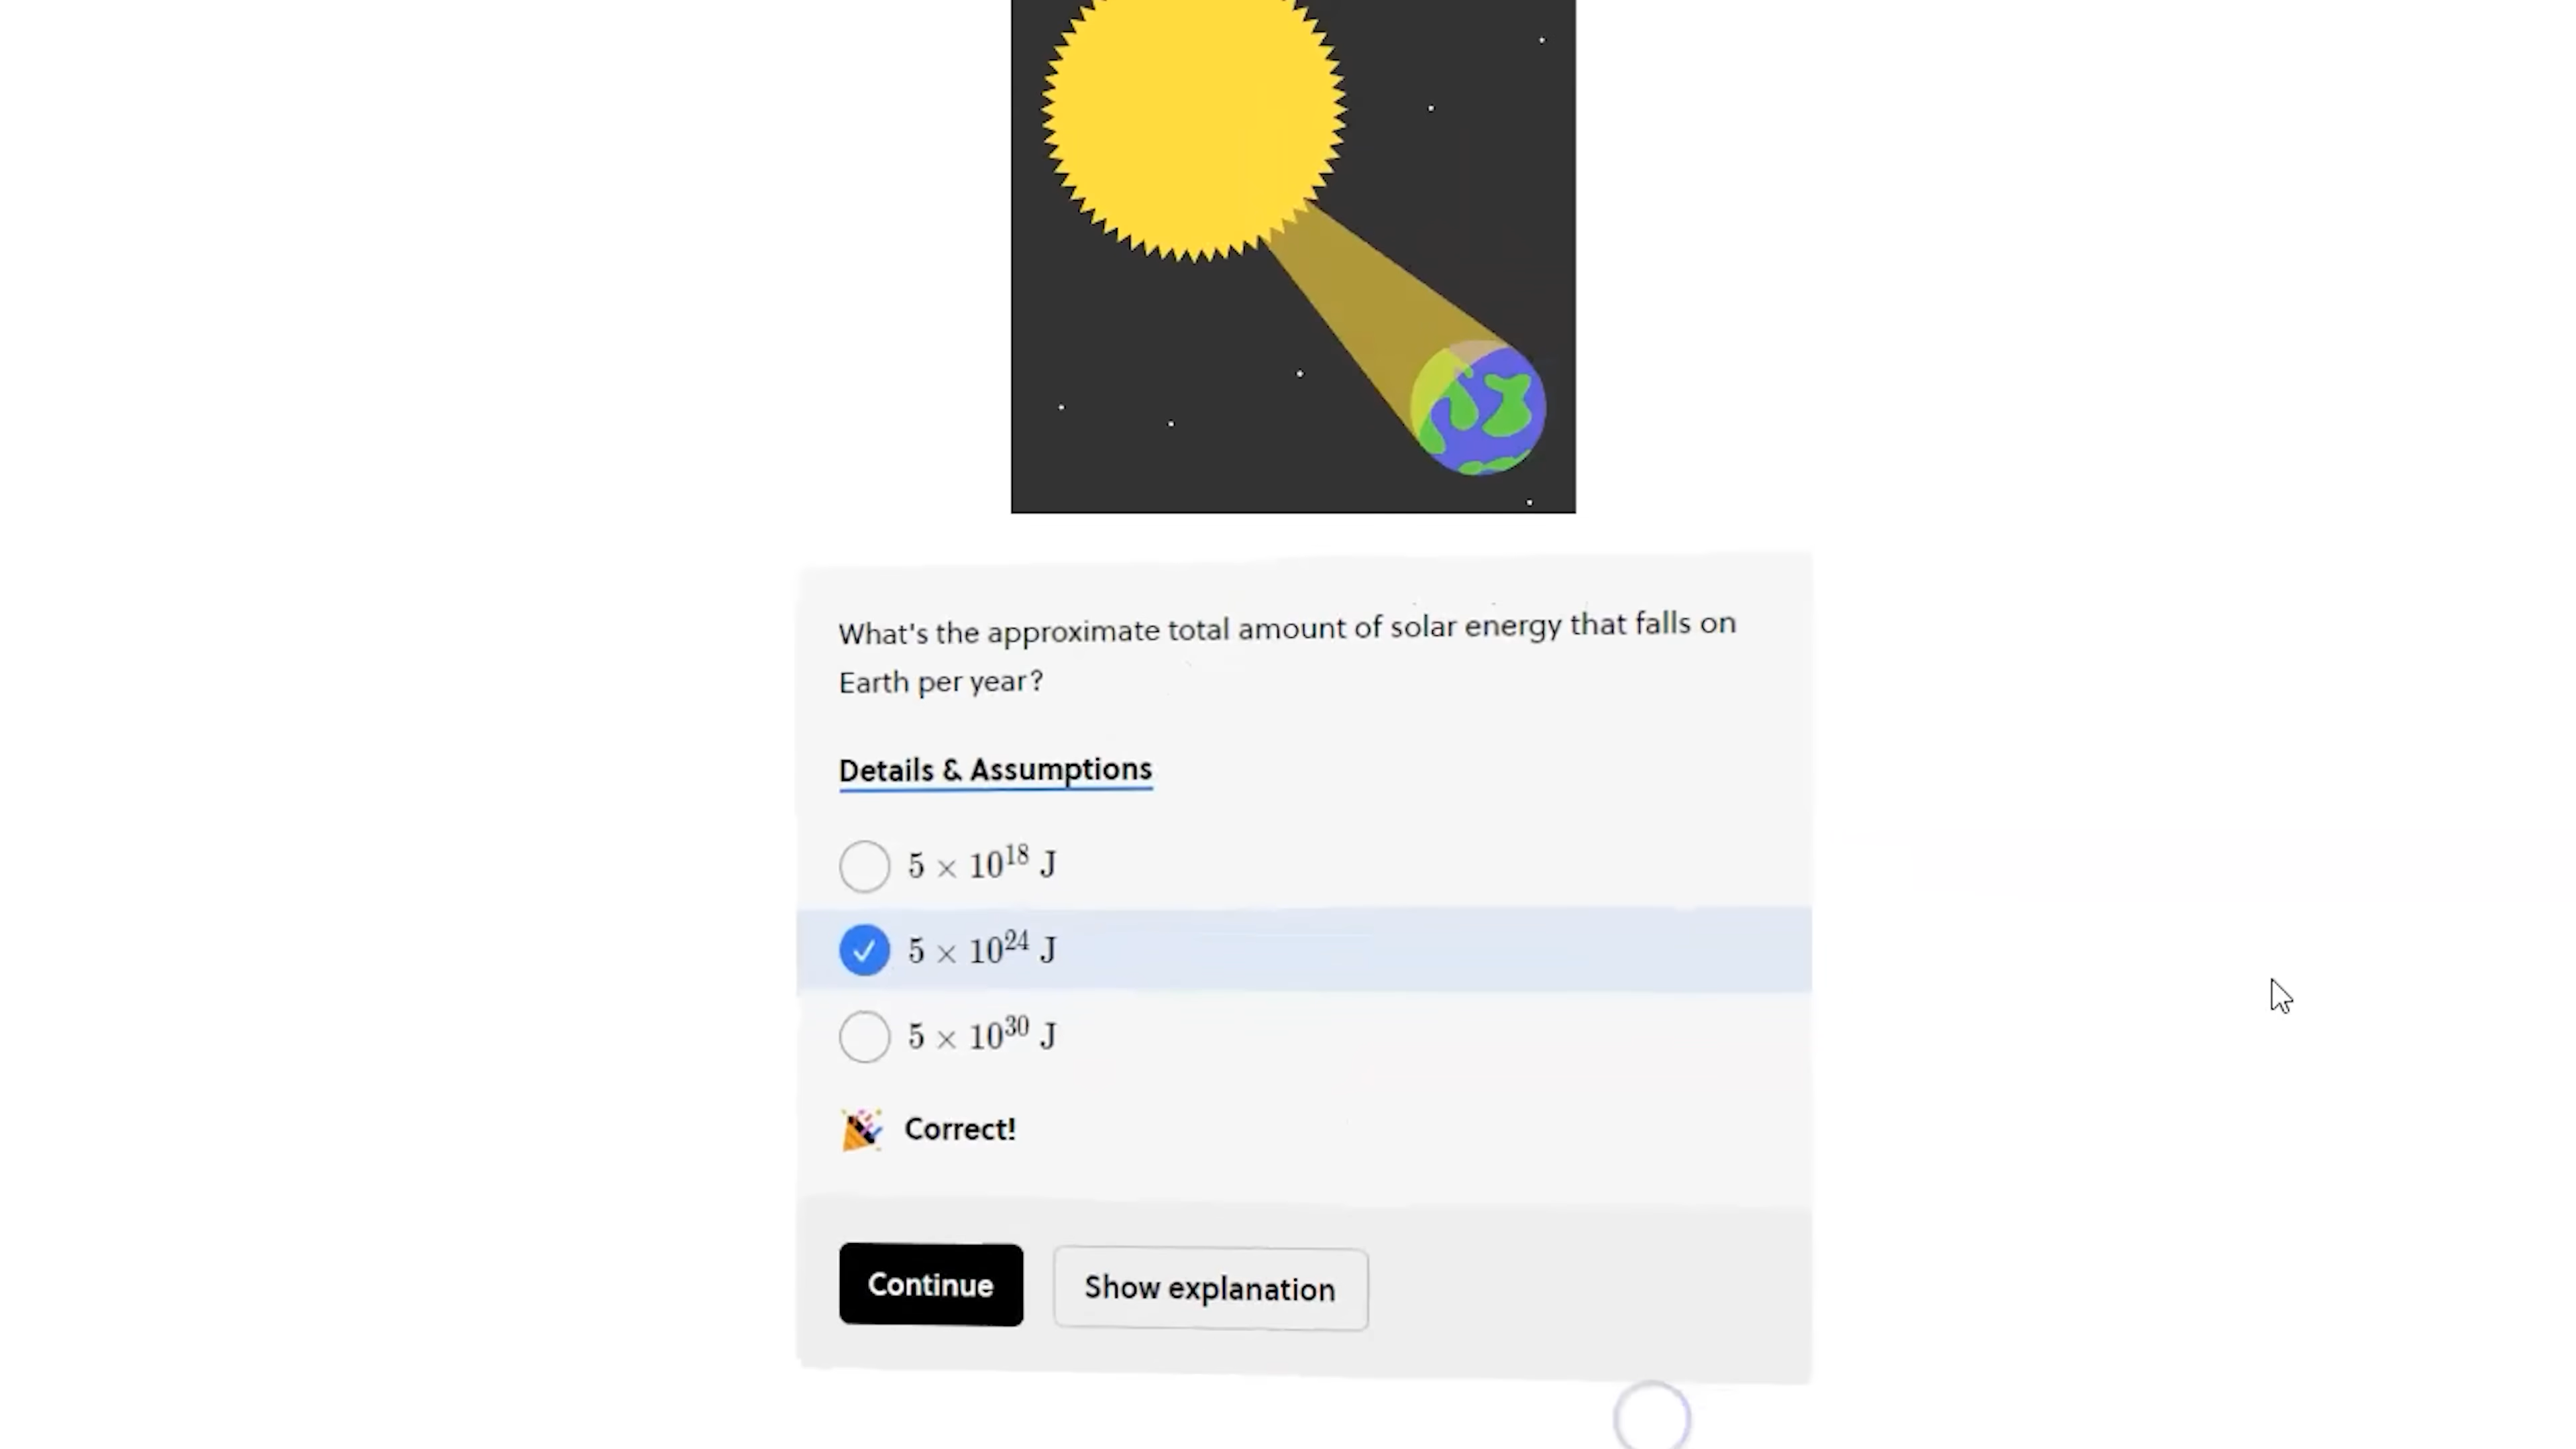 What's the approximate total amount of solar energy that falls on
Earth per year?
Details & Assumptions
5 × 10^18 J
5 × 10^24 J
5 × 10^30 J
Correct!
Continue
Show explanation